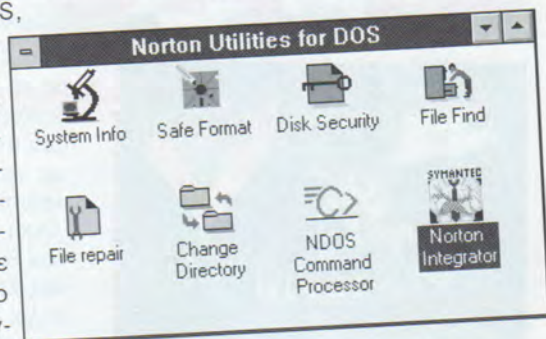 S,
Norton Utilities for DOS
System Info
Safe Format
Disk Security
File Find
SYMANTEC
File repair
Change
Directory
NDOS
Command
Processor
Norton
Integrator